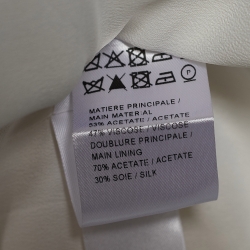 MATIERE PRINCIPALE /
MAIN MATERIAL
53% ACETATE / ACETATE
47% VISCOSE / VISCOSE
DOUBLURE PRINCIPALE /
MAIN LINING
70% ACETATE / ACETATE
30% SOIE / SILK